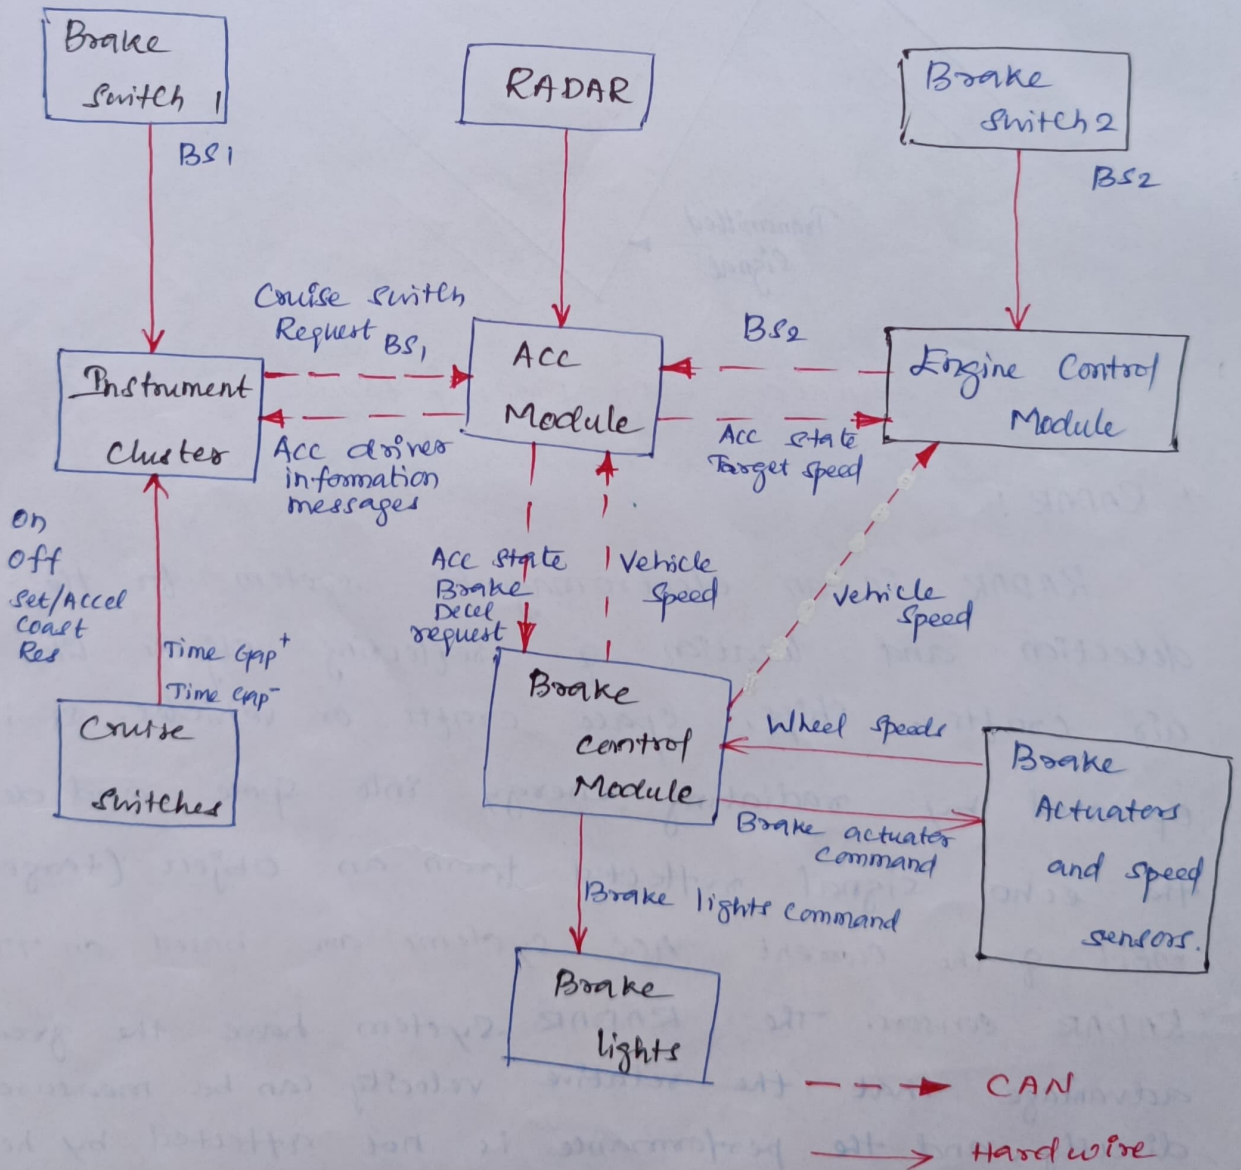 Brake
Switch 1
RADAR
Brake
Switch 2
BS1
BS2
Cruise Switch
Request BS1
BS2
Instrument
Cluster
ACC
Module
Engine Control
Module
Acc driver
information
messages
Acc state
Target speed
on
off
Set/Accel
Coast
Res
Time Gap+
Time Gap-
Acc state
Brake
Decel
request
Vehicle
Speed
Vehicle
Speed
Cruise
Switches
Brake
Control
Module
Wheel Speeds
Brake actuator
Command
Brake
Actuators
and speed
sensors.
Brake lights command
Brake
lights
CAN
Hardwire